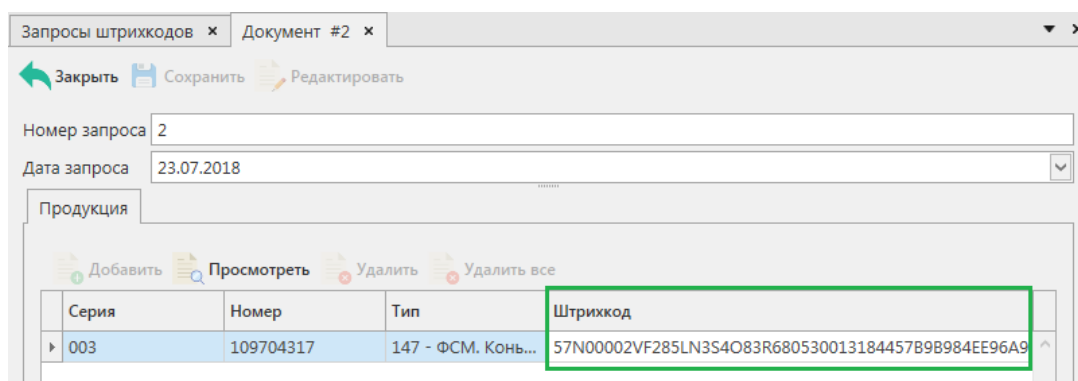 Запросы штрихкодов × Документ #2 ×
Закрыть Сохранить Редактировать
Номер запроса 2
Дата запроса 23.07.2018
Продукция
Добавить Просмотреть Удалить Удалить все
Серия Номер Тип Штрихкод
003 109704317 147 - ФСМ. Конь... 57N00002VF285LN3S4O83R680530013184457B9B984EE96A9